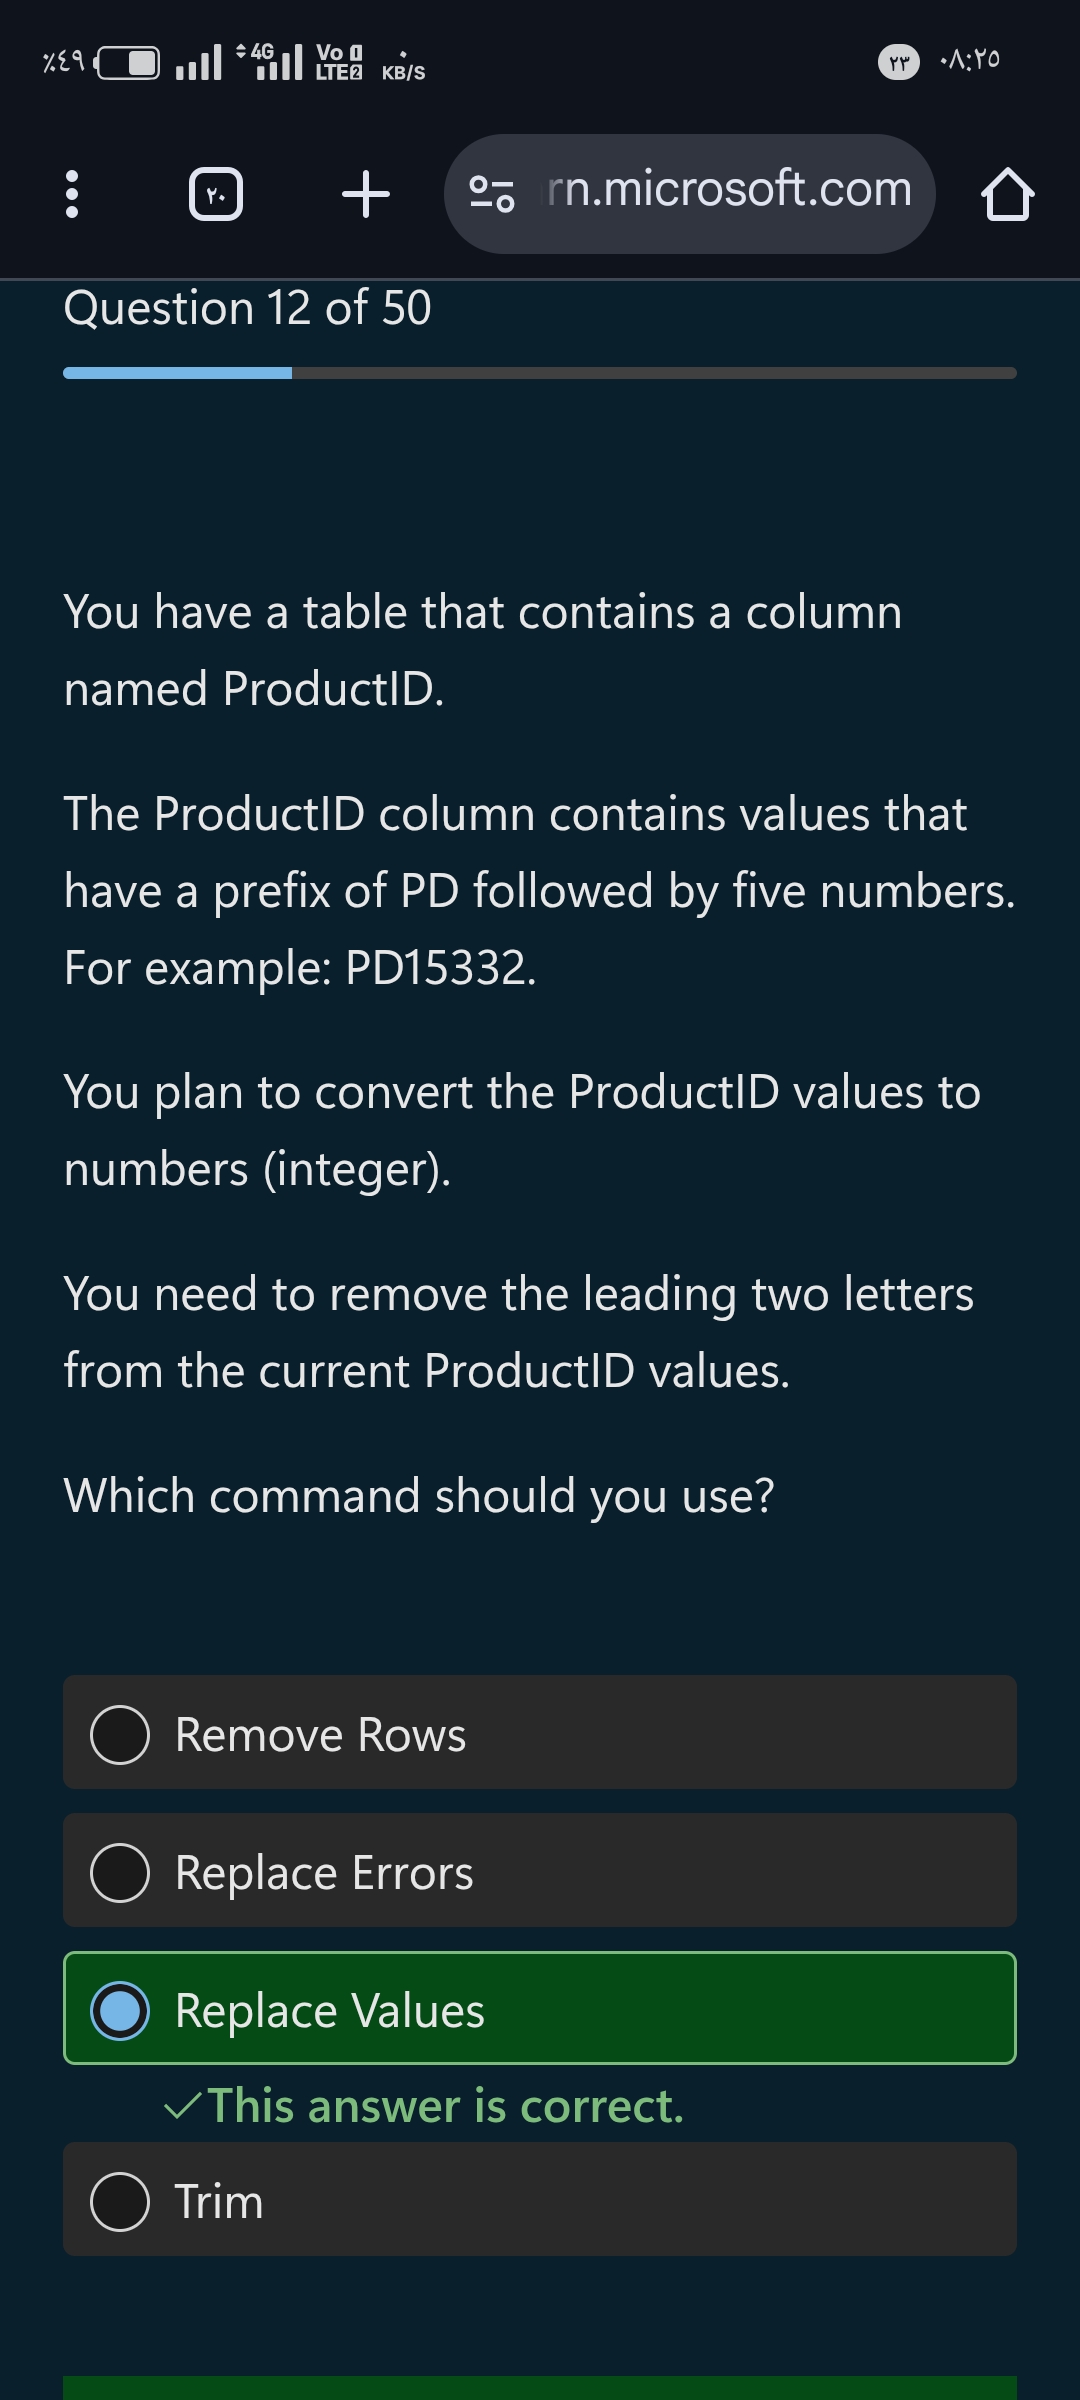 ٪٤٩ 4G Vo 1 LTE 2 ٠ KB/S ٢٣ ٠٨:٢٥
٢٠ rn.microsoft.com
Question 12 of 50
You have a table that contains a column
named ProductID.
The ProductID column contains values that
have a prefix of PD followed by five numbers.
For example: PD15332.
You plan to convert the ProductID values to
numbers (integer).
You need to remove the leading two letters
from the current ProductID values.
Which command should you use?
Remove Rows
Replace Errors
Replace Values
This answer is correct.
Trim